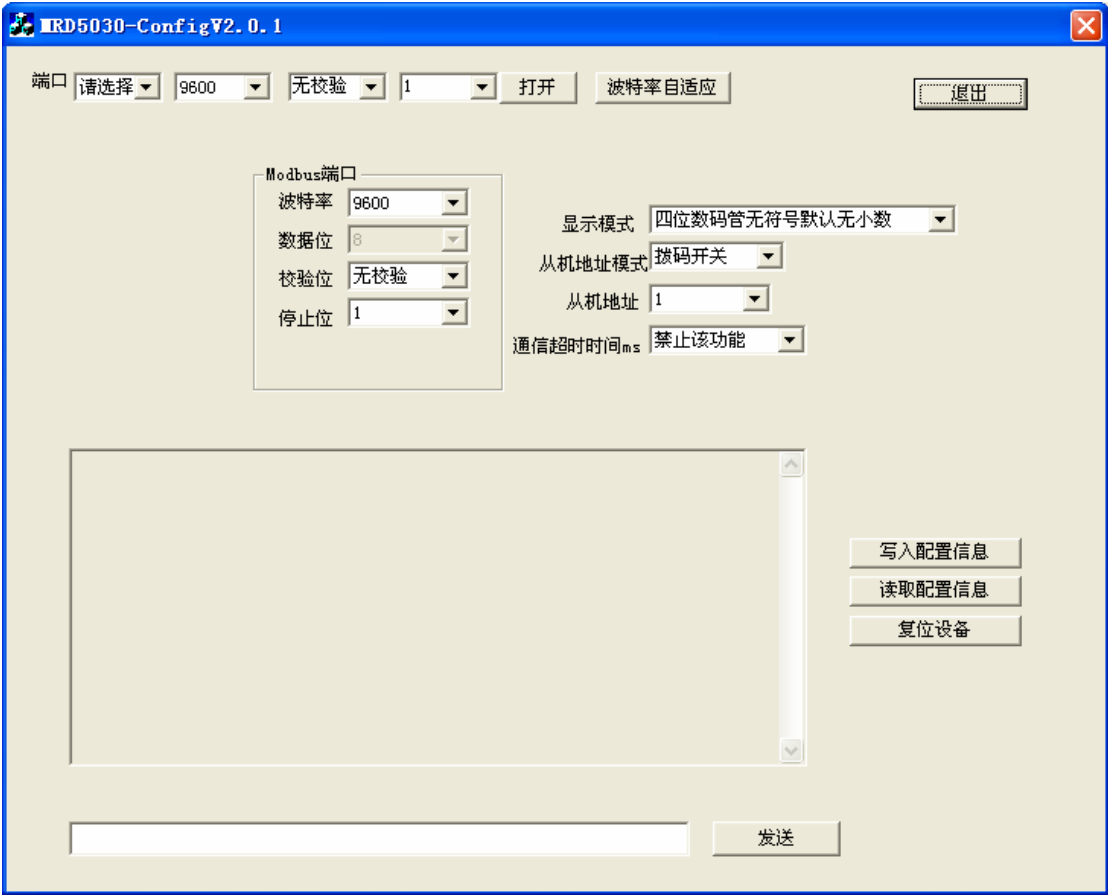 MRD5030-ConfigV2.0.1
端口 请选择 9600 无校验 1 打开 波特率自适应 退出
Modbus端口
波特率 9600
数据位 8
校验位 无校验
停止位 1
显示模式 四位数码管无符号默认无小数
从机地址模式 拨码开关
从机地址 1
通信超时时间ms 禁止该功能
写入配置信息
读取配置信息
复位设备
发送